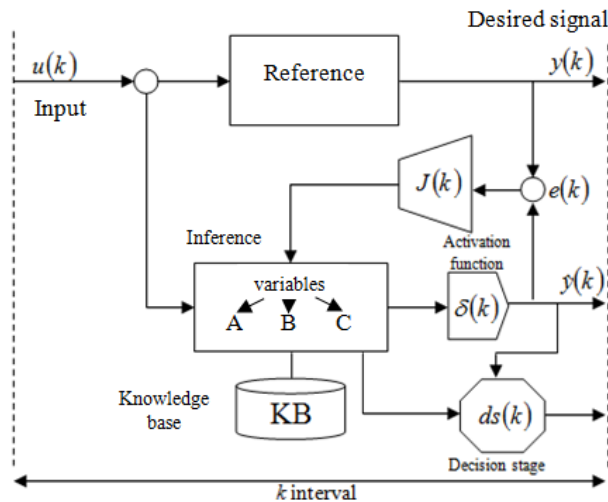 Desired signal
u(k)
Reference
y(k)
Input
J(k)
e(k)
Inference
Activation
function
variables
A B C
δ(k)
ŷ(k)
Knowledge
base
KB
ds(k)
Decision stage
k interval